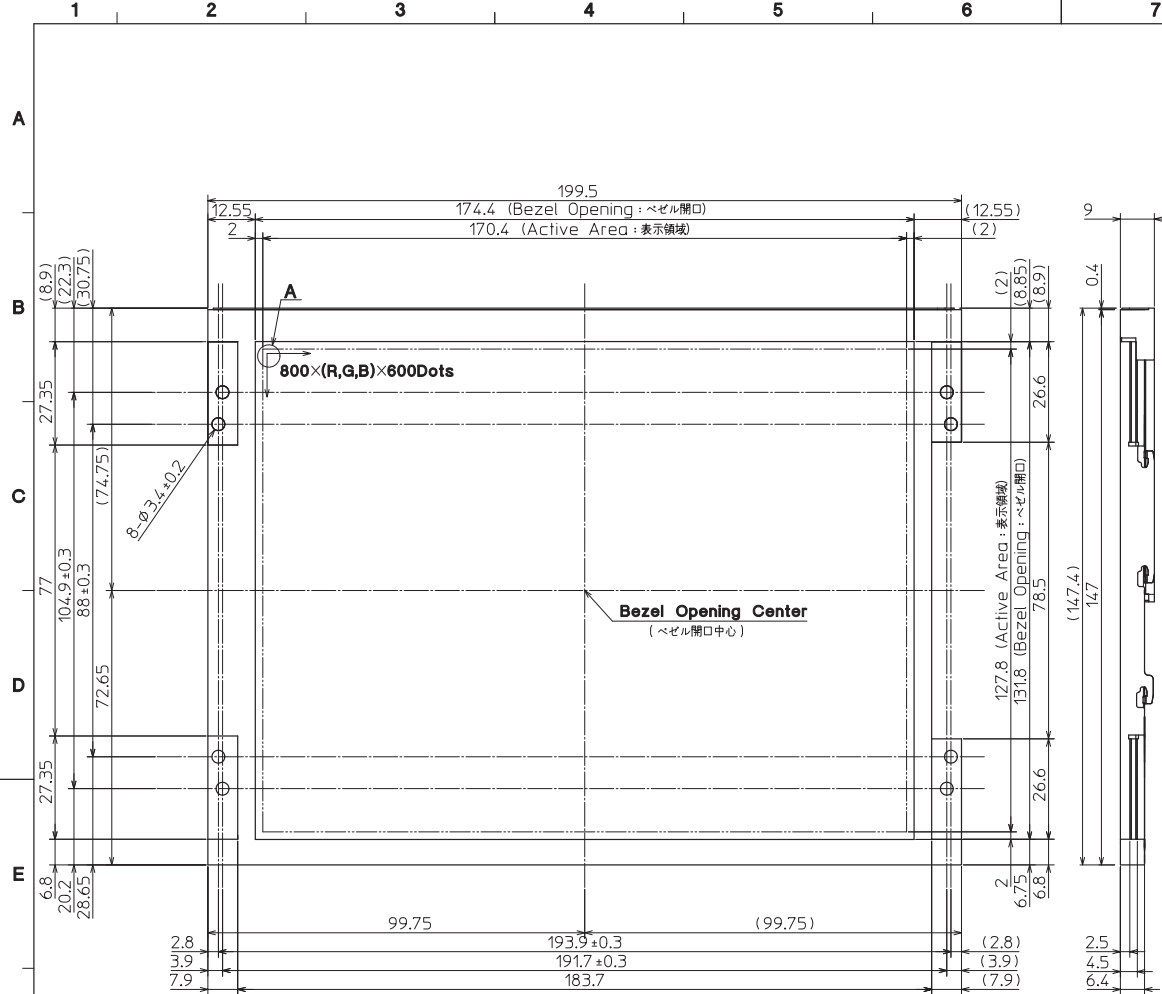 1 2 3 4 5 6 7
A
B
C
D
E
199.5
12.55 174.4 (Bezel Opening : ベゼル開口) (12.55)
2 170.4 (Active Area : 表示領域) (2)
9
(8.9)
(22.3)
(30.75)
(2)
(8.85)
(8.9)
0.4
A
800×(R,G,B)×600Dots
27.35
26.6
8-Ø3.4±0.2
(74.75)
77
104.9±0.3
88±0.3
72.65
Bezel Opening Center
( ベゼル開口中心 )
127.8 (Active Area : 表示領域)
131.8 (Bezel Opening : ベゼル開口)
78.5
(147.4)
147
27.35
26.6
6.8
20.2
28.65
2
6.75
6.8
99.75 (99.75)
2.8 193.9±0.3 (2.8)
3.9 191.7±0.3 (3.9)
7.9 183.7 (7.9)
2.5
4.5
6.4